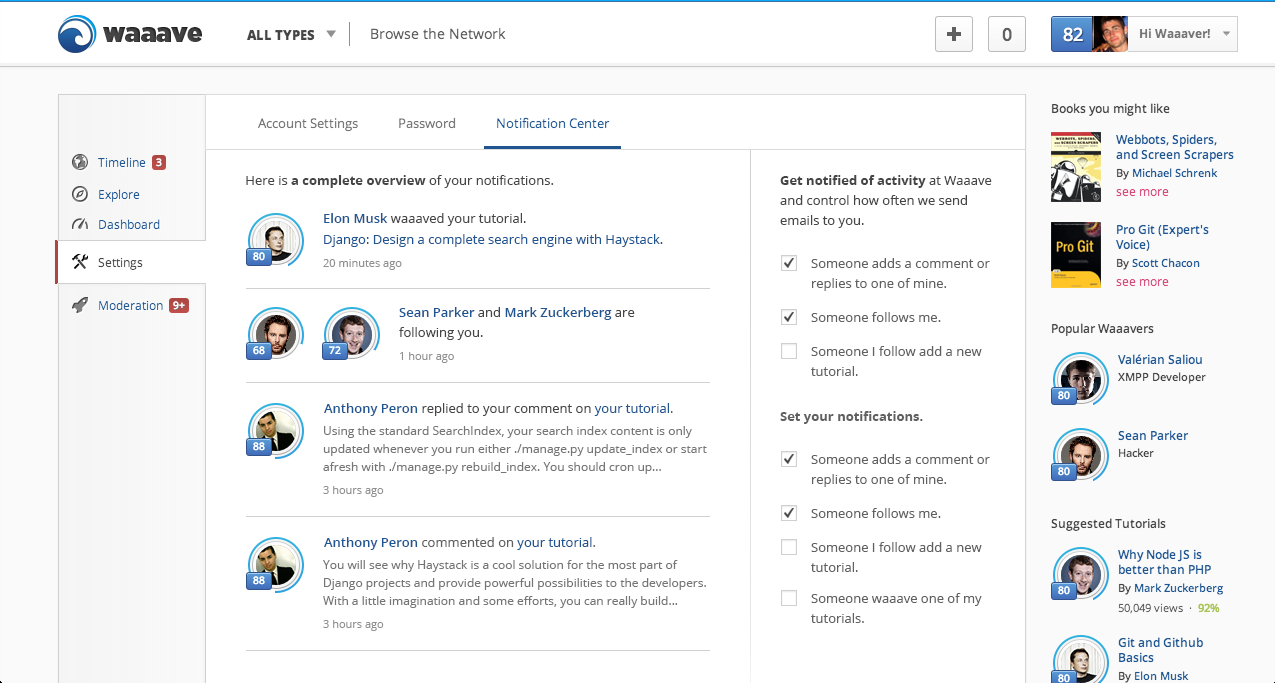 waaave
ALL TYPES
Browse the Network
0
82
Hi Waaaver!
Timeline 3
Explore
Dashboard
Settings
Moderation 9+
Account Settings
Password
Notification Center
Here is a complete overview of your notifications.
80
Elon Musk waaaved your tutorial.
Django: Design a complete search engine with Haystack.
20 minutes ago
68
72
Sean Parker and Mark Zuckerberg are
following you.
1 hour ago
88
Anthony Peron replied to your comment on your tutorial.
Using the standard SearchIndex, your search index content is only
updated whenever you run either ./manage.py update_index or start
afresh with ./manage.py rebuild_index. You should cron up...
3 hours ago
88
Anthony Peron commented on your tutorial.
You will see why Haystack is a cool solution for the most part of
Django projects and provide powerful possibilities to the developers.
With a little imagination and some efforts, you can really build...
3 hours ago
Get notified of activity at Waaave
and control how often we send
emails to you.
Someone adds a comment or
replies to one of mine.
Someone follows me.
Someone I follow add a new
tutorial.
Set your notifications.
Someone adds a comment or
replies to one of mine.
Someone follows me.
Someone I follow add a new
tutorial.
Someone waaave one of my
tutorials.
Books you might like
Webbots, Spiders,
and Screen Scrapers
By Michael Schrenk
see more
Pro Git
Pro Git (Expert's
Voice)
By Scott Chacon
see more
Popular Waaavers
80
Valérian Saliou
XMPP Developer
80
Sean Parker
Hacker
Suggested Tutorials
80
Why Node JS is
better than PHP
By Mark Zuckerberg
50,049 views · 92%
80
Git and Github
Basics
By Elon Musk